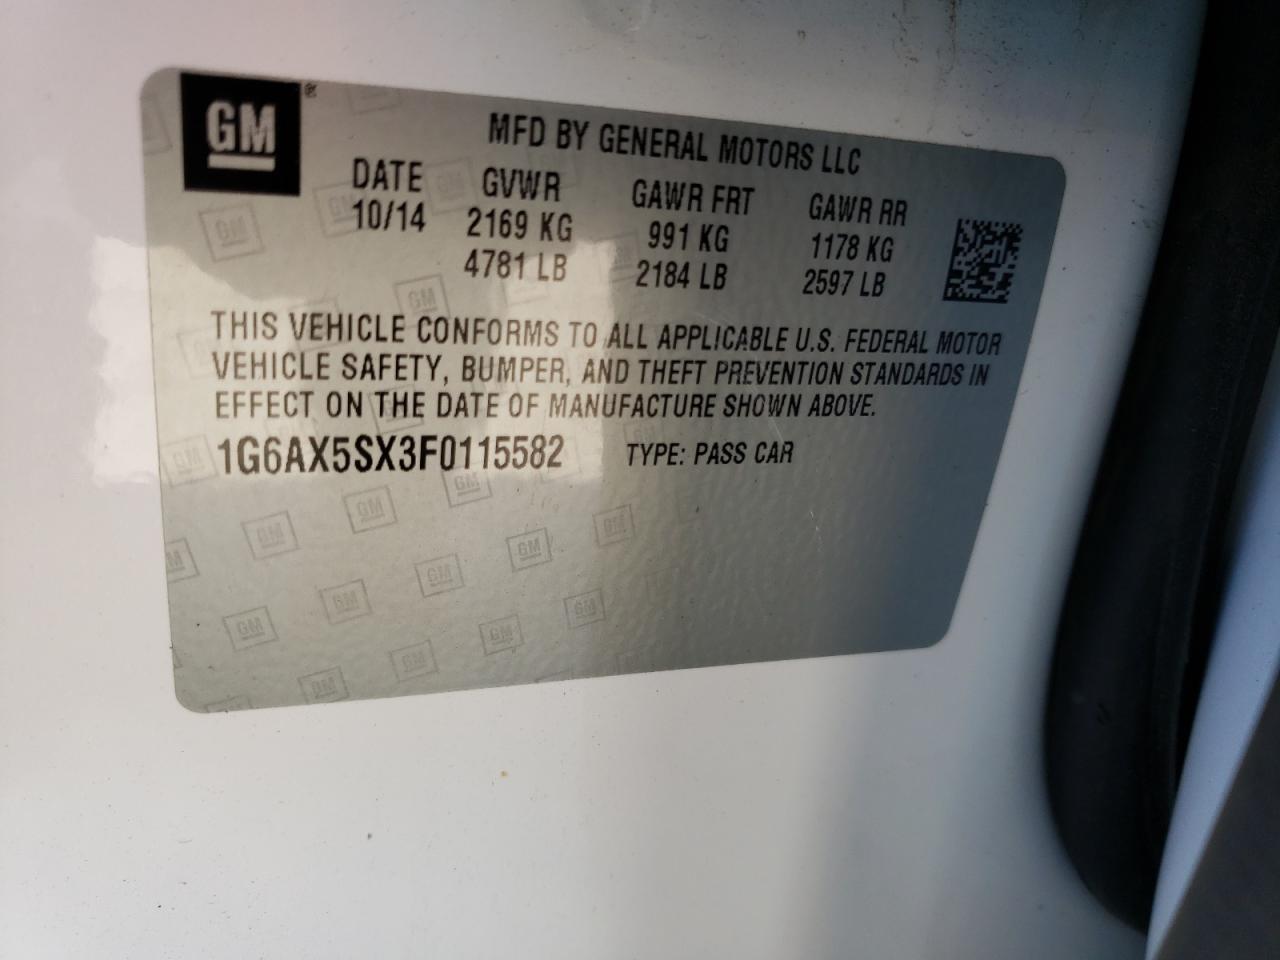 GM®
MFD BY GENERAL MOTORS LLC
DATE GVWR GAWR FRT GAWR RR
10/14 2169 KG 991 KG 1178 KG
4781 LB 2184 LB 2597 LB
THIS VEHICLE CONFORMS TO ALL APPLICABLE U.S. FEDERAL MOTOR
VEHICLE SAFETY, BUMPER, AND THEFT PREVENTION STANDARDS IN
EFFECT ON THE DATE OF MANUFACTURE SHOWN ABOVE.
1G6AX5SX3F0115582 TYPE: PASS CAR